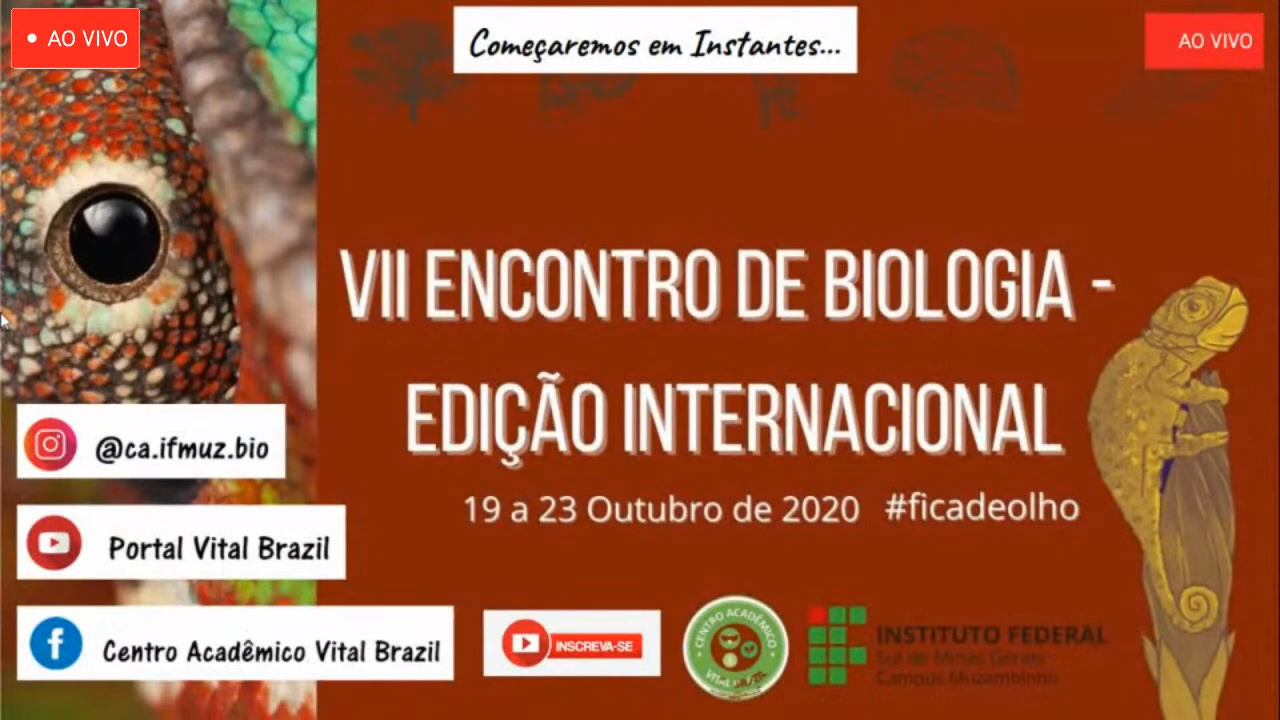 AO VIVO
Começaremos em Instantes...
AO VIVO
VII ENCONTRO DE BIOLOGIA -
EDIÇÃO INTERNACIONAL
19 a 23 Outubro de 2020 #ficadeolho
@ca.ifmuz.bio
Portal Vital Brazil
Centro Acadêmico Vital Brazil
INSCREVA-SE
CENTRO ACADÊMICO
VITAL BRAZIL
INSTITUTO FEDERAL
Sul de Minas Gerais
Campus Muzambinho